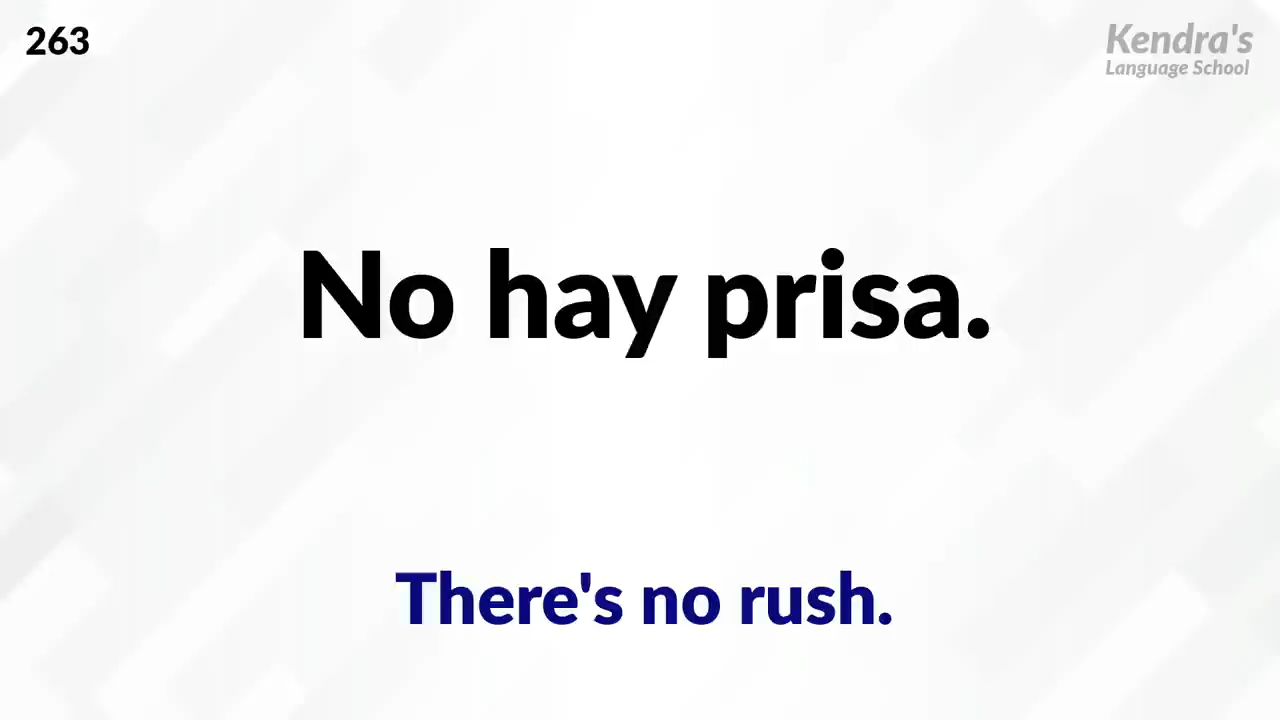 263
Kendra's
Language School
No hay prisa.
There's no rush.